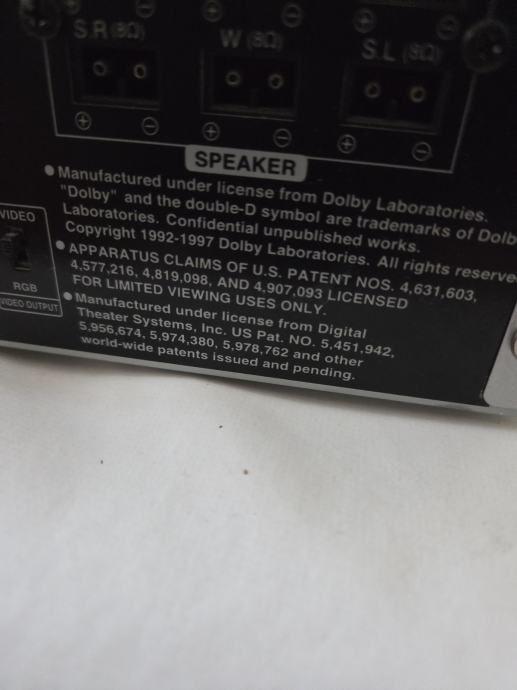 S.R (8Ω)
W (8Ω)
S.L (8Ω)
SPEAKER
VIDEO
RGB
VIDEO OUTPUT
● Manufactured under license from Dolby Laboratories.
"Dolby" and the double-D symbol are trademarks of Dolb
Laboratories. Confidential unpublished works.
Copyright 1992-1997 Dolby Laboratories. All rights reserve
● APPARATUS CLAIMS OF U.S. PATENT NOS. 4,631,603,
4,577,216, 4,819,098, AND 4,907,093 LICENSED
FOR LIMITED VIEWING USES ONLY.
● Manufactured under license from Digital
Theater Systems, Inc. US Pat. NO. 5,451,942,
5,956,674, 5,974,380, 5,978,762 and other
world-wide patents issued and pending.